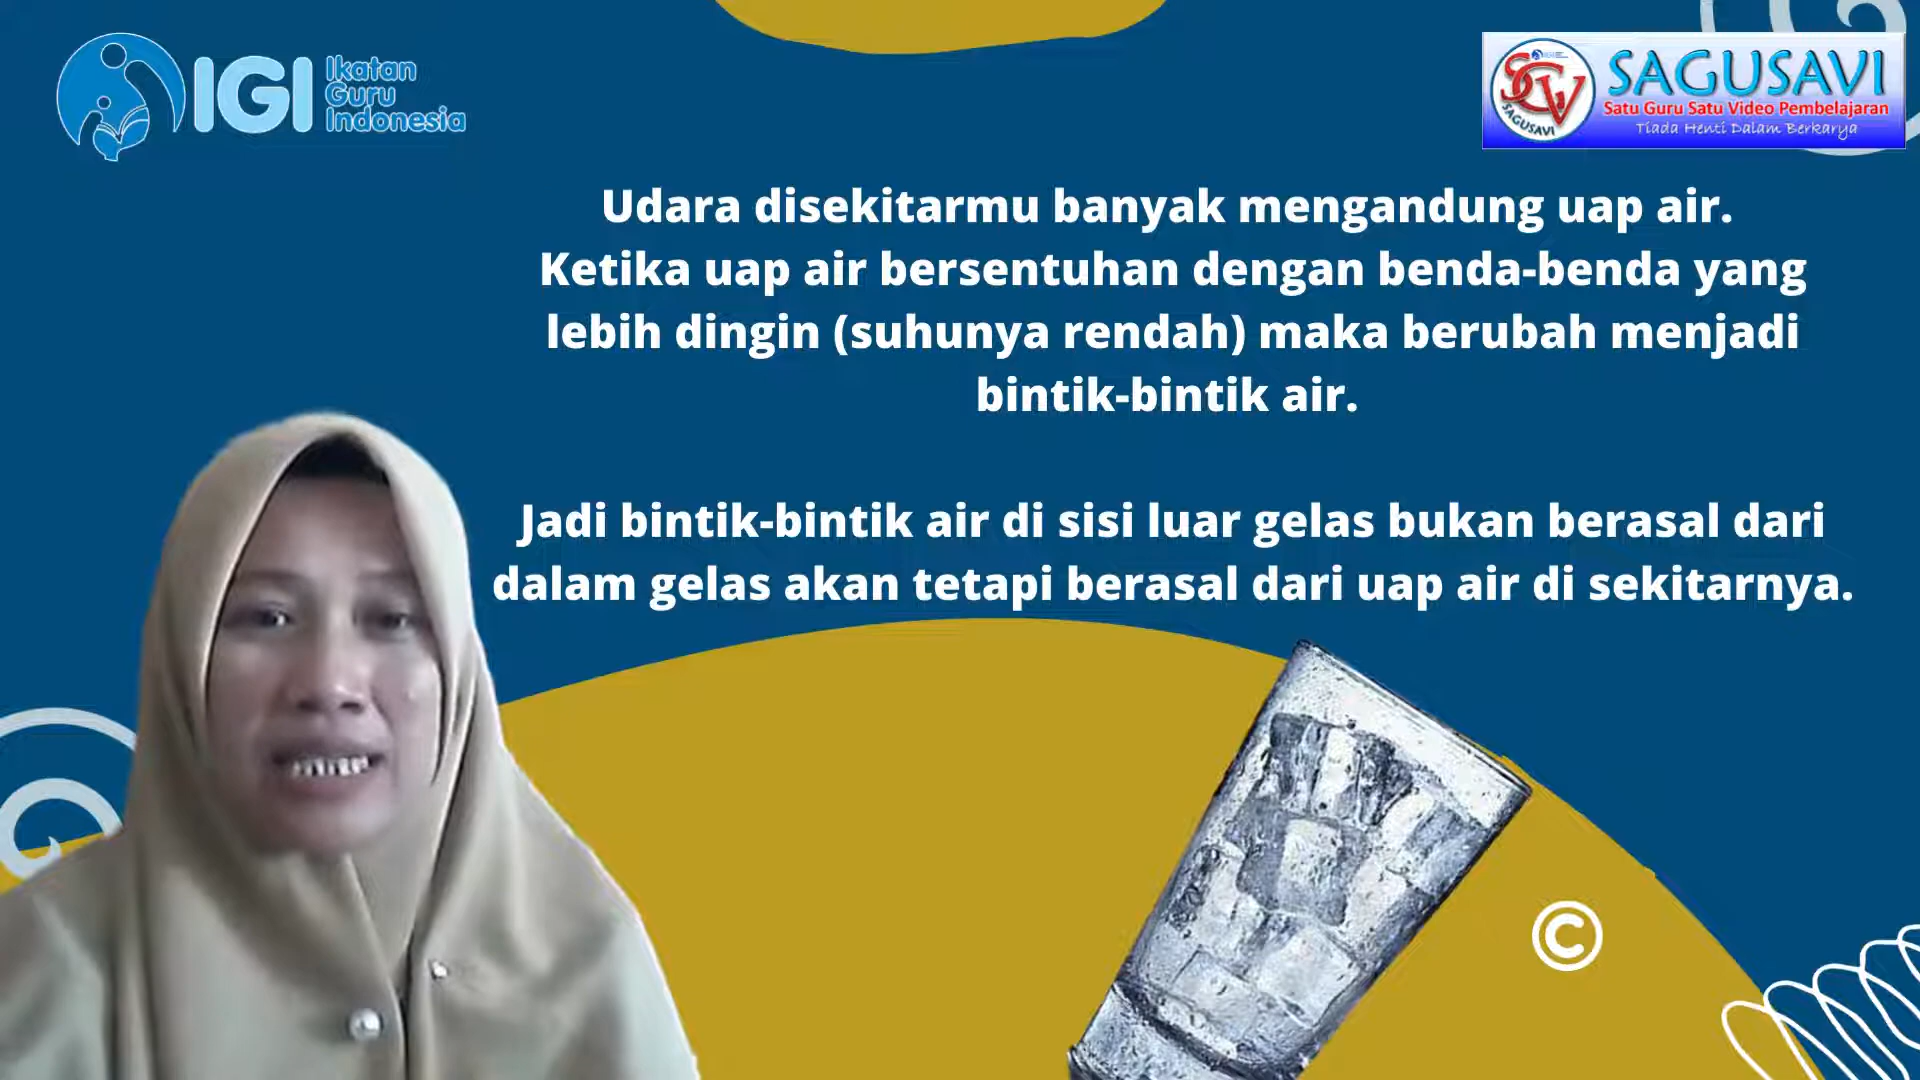 IGI
Ikatan
Guru
Indonesia
SAGUSAVI
Satu Guru Satu Video Pembelajaran
Tiada Henti Dalam Berkarya
SGV
SAGUSAVI
Udara disekitarmu banyak mengandung uap air.
Ketika uap air bersentuhan dengan benda-benda yang
lebih dingin (suhunya rendah) maka berubah menjadi
bintik-bintik air.
Jadi bintik-bintik air di sisi luar gelas bukan berasal dari
dalam gelas akan tetapi berasal dari uap air di sekitarnya.
©